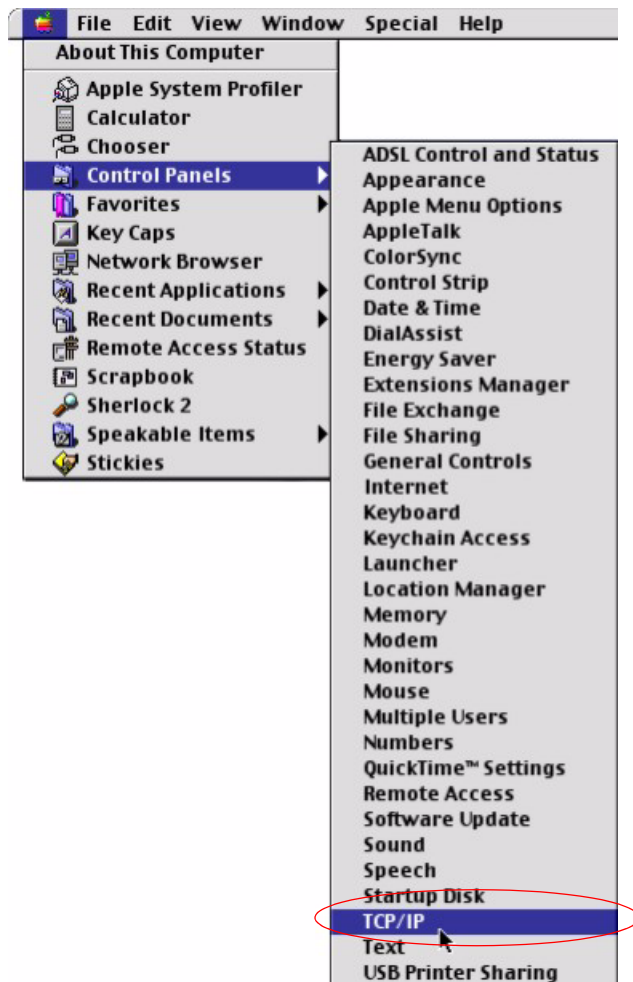 File Edit View Window Special Help
About This Computer
Apple System Profiler
Calculator
Chooser
Control Panels
Favorites
Key Caps
Network Browser
Recent Applications
Recent Documents
Remote Access Status
Scrapbook
Sherlock 2
Speakable Items
Stickies
ADSL Control and Status
Appearance
Apple Menu Options
AppleTalk
ColorSync
Control Strip
Date & Time
DialAssist
Energy Saver
Extensions Manager
File Exchange
File Sharing
General Controls
Internet
Keyboard
Keychain Access
Launcher
Location Manager
Memory
Modem
Monitors
Mouse
Multiple Users
Numbers
QuickTime™ Settings
Remote Access
Software Update
Sound
Speech
Startup Disk
TCP/IP
Text
USB Printer Sharing